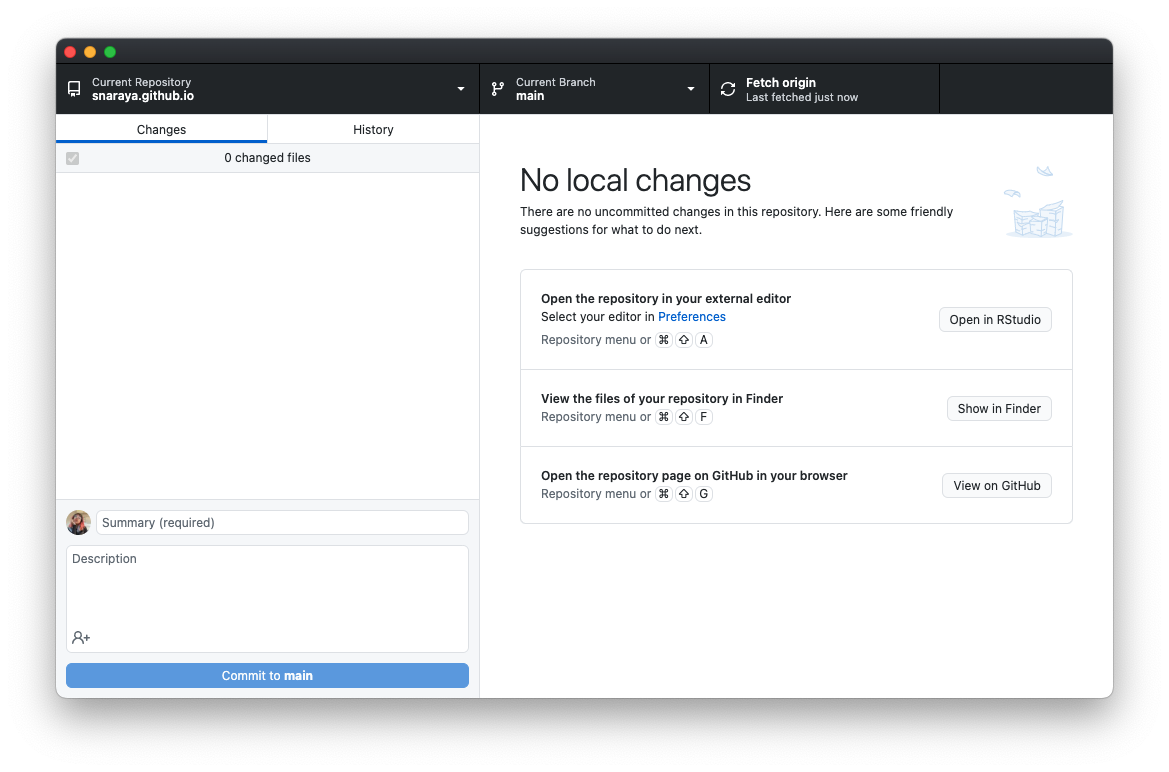 Current Repository
snaraya.github.io
Current Branch
main
Fetch origin
Last fetched just now
Changes
History
0 changed files
No local changes
There are no uncommitted changes in this repository. Here are some friendly
suggestions for what to do next.
Open the repository in your external editor
Select your editor in Preferences
Repository menu or ⌘ ⇧ A
Open in RStudio
View the files of your repository in Finder
Repository menu or ⌘ ⇧ F
Show in Finder
Open the repository page on GitHub in your browser
Repository menu or ⌘ ⇧ G
View on GitHub
Summary (required)
Description
Commit to main